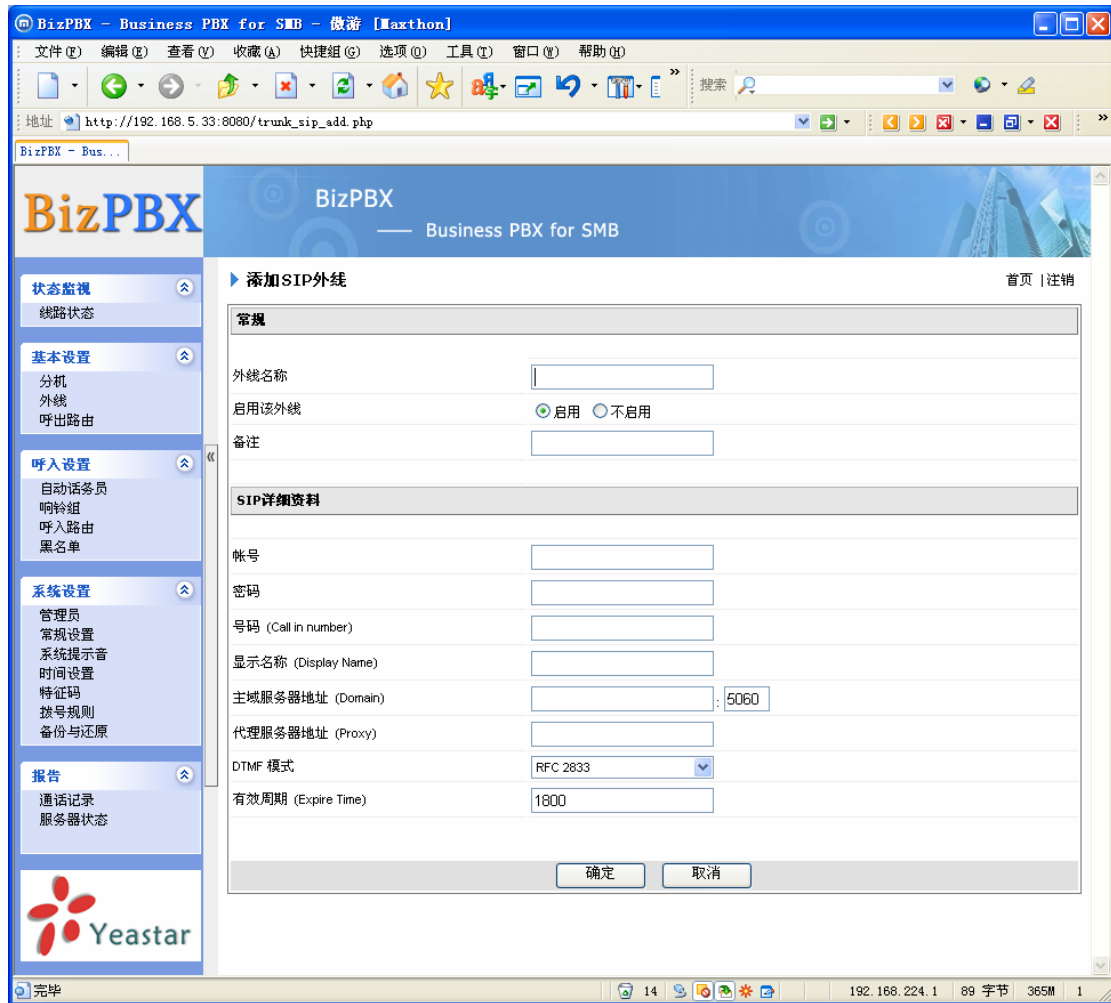 BizPBX - Business PBX for SMB - 傲游 [Maxthon]
文件(F) 编辑(E) 查看(V) 收藏(A) 快捷组(G) 选项(O) 工具(T) 窗口(W) 帮助(H)
搜索
地址 http://192.168.5.33:8080/trunk_sip_add.php
BizPBX - Bus...
BizPBX
BizPBX
—— Business PBX for SMB
状态监视
线路状态
基本设置
分机
外线
呼出路由
呼入设置
自动话务员
响铃组
呼入路由
黑名单
系统设置
管理员
常规设置
系统提示音
时间设置
特征码
拨号规则
备份与还原
报告
通话记录
服务器状态
Yeastar
添加SIP外线
首页 |注销
常规
外线名称
启用该外线 启用 不启用
备注
SIP详细资料
帐号
密码
号码 (Call in number)
显示名称 (Display Name)
主域服务器地址 (Domain) : 5060
代理服务器地址 (Proxy)
DTMF 模式 RFC 2833
有效周期 (Expire Time) 1800
确定 取消
完毕 14 192.168.224.1 89 字节 365M 1